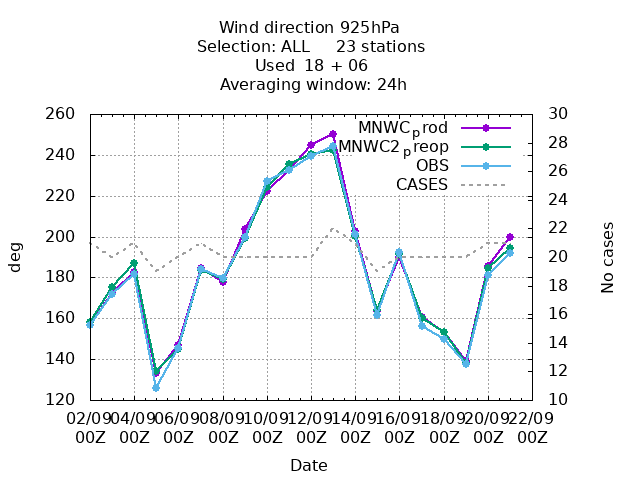 Wind direction 925hPa
Selection: ALL 23 stations
Used 18 + 06
Averaging window: 24h
260
240
220
200
180
160
140
120
deg
30
28
26
24
22
20
18
16
14
12
10
No cases
MNWCprod
MNWC2preop
OBS
CASES
02/09 04/09 06/09 08/09 10/09 12/09 14/09 16/09 18/09 20/09 22/09
00Z 00Z 00Z 00Z 00Z 00Z 00Z 00Z 00Z 00Z 00Z
Date